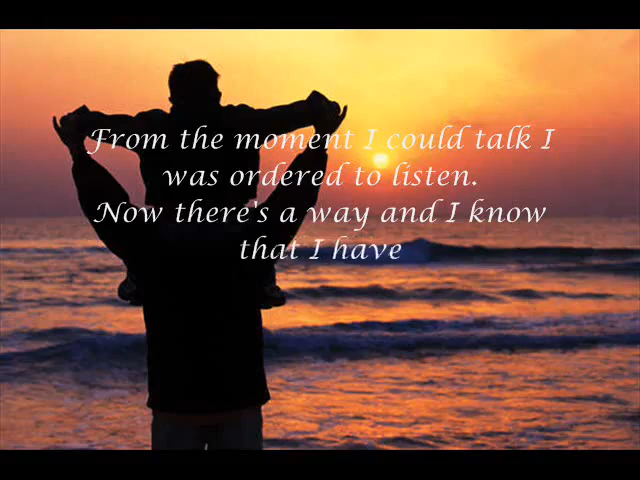 From the moment I could talk I
was ordered to listen.
Now there's a way and I know
that I have